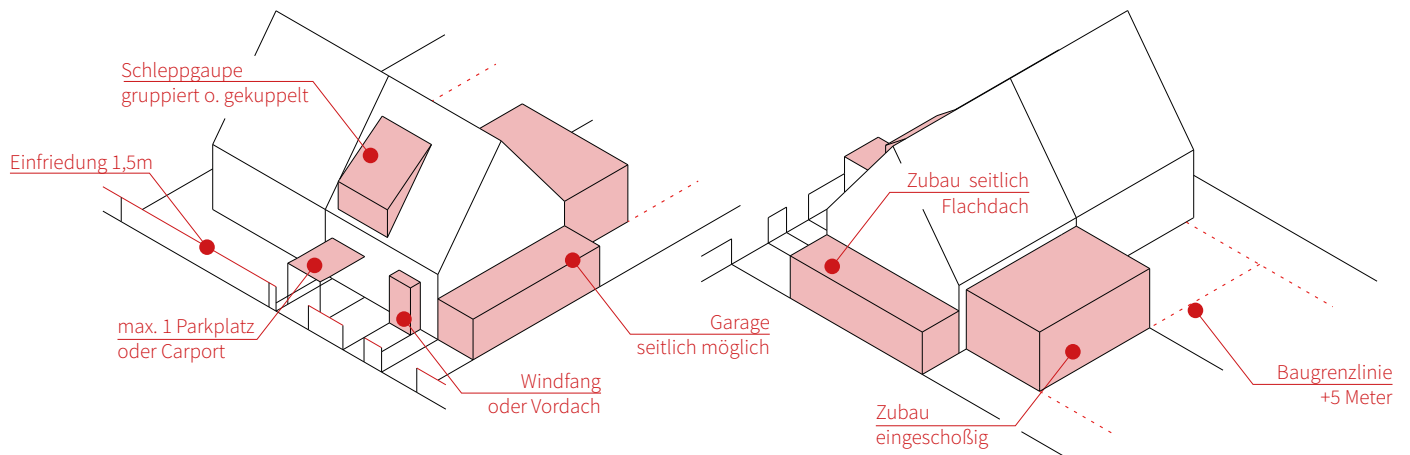 Schleppgaupe
gruppiert o. gekuppelt
Einfriedung 1,5m
max. 1 Parkplatz
oder Carport
Windfang
oder Vordach
Garage
seitlich möglich
Zubau seitlich
Flachdach
Zubau
eingeschoßig
Baugrenzlinie
+5 Meter